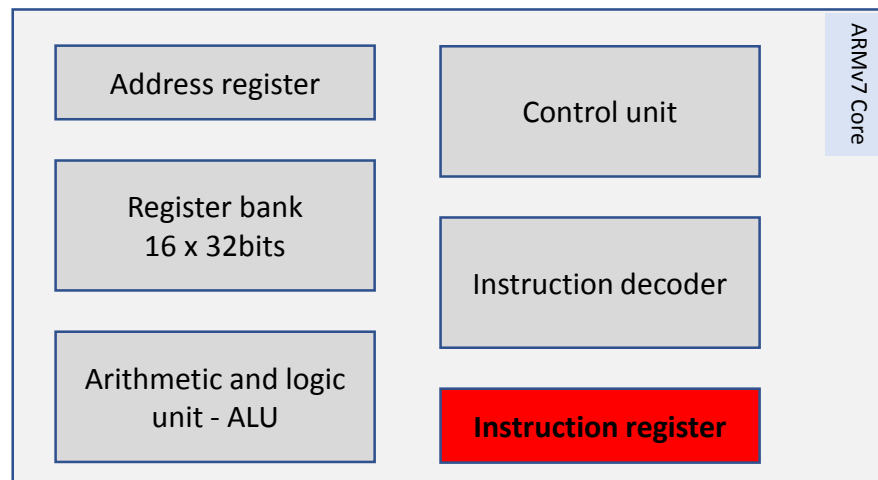 Address register
Register bank
16 x 32bits
Arithmetic and logic
unit - ALU
Control unit
Instruction decoder
Instruction register
ARMv7 Core